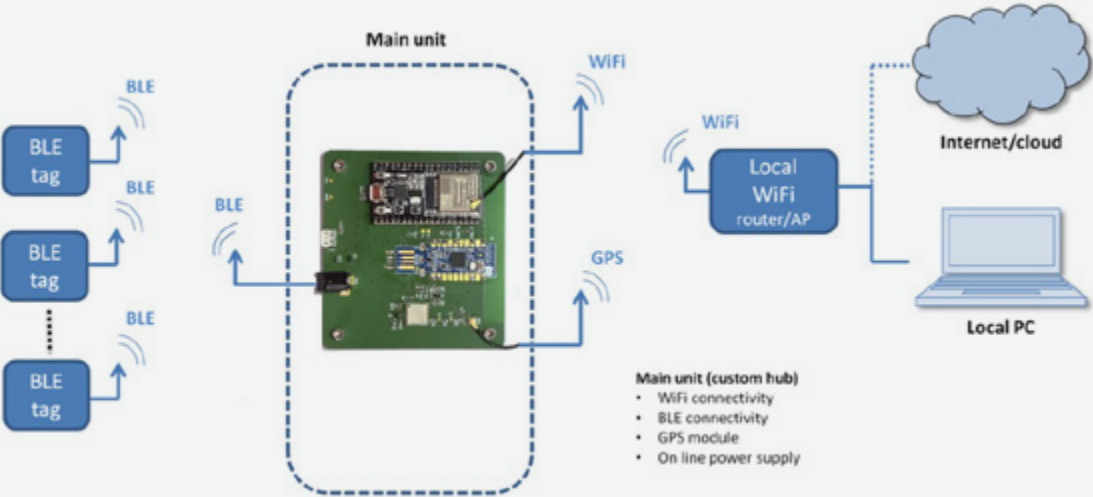 Main unit
BLE
BLE
tag
BLE
BLE
tag
BLE
BLE
tag
BLE
WiFi
GPS
WiFi
Local
WiFi
router/AP
Internet/cloud
Local PC
Main unit (custom hub)
• WiFi connectivity
• BLE connectivity
• GPS module
• On line power supply